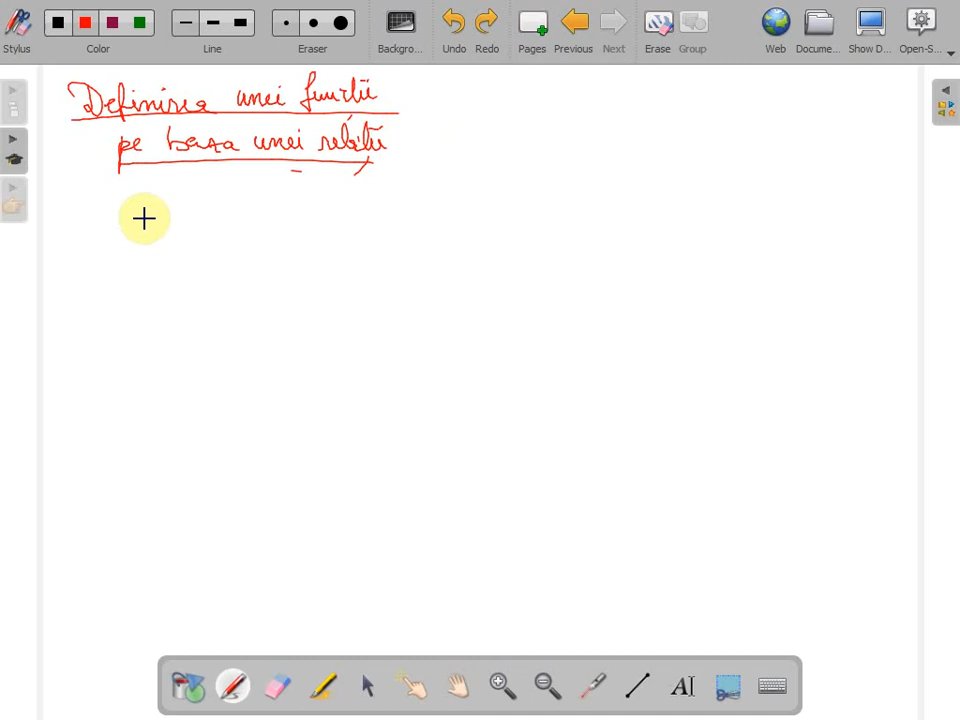 Stylus
Color
Line
Eraser
Backgro...
Undo
Redo
Pages
Previous
Next
Erase
Group
Web
Docume...
Show D...
Open-S...
Definirea unei funcții
pe baza unei relații
A